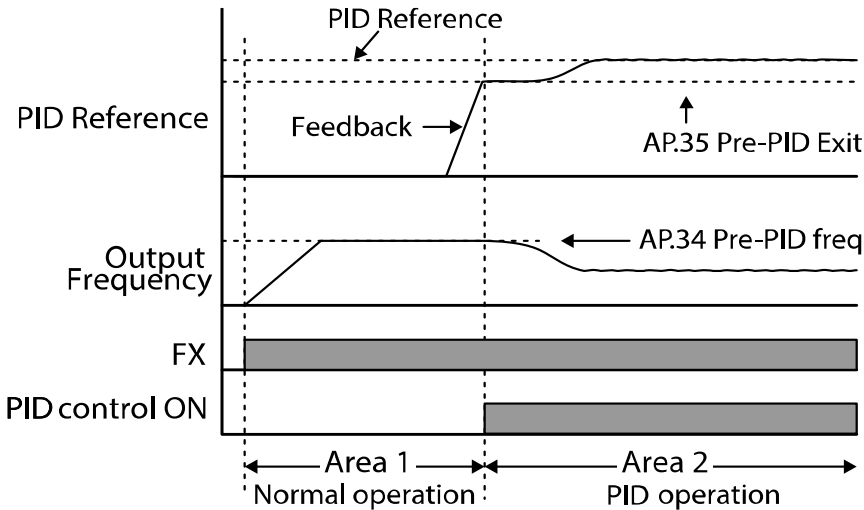 PID Reference
PID Reference
Feedback
AP.35 Pre-PID Exit
Output
Frequency
AP.34 Pre-PID freq
FX
PID control ON
Area 1
Normal operation
Area 2
PID operation